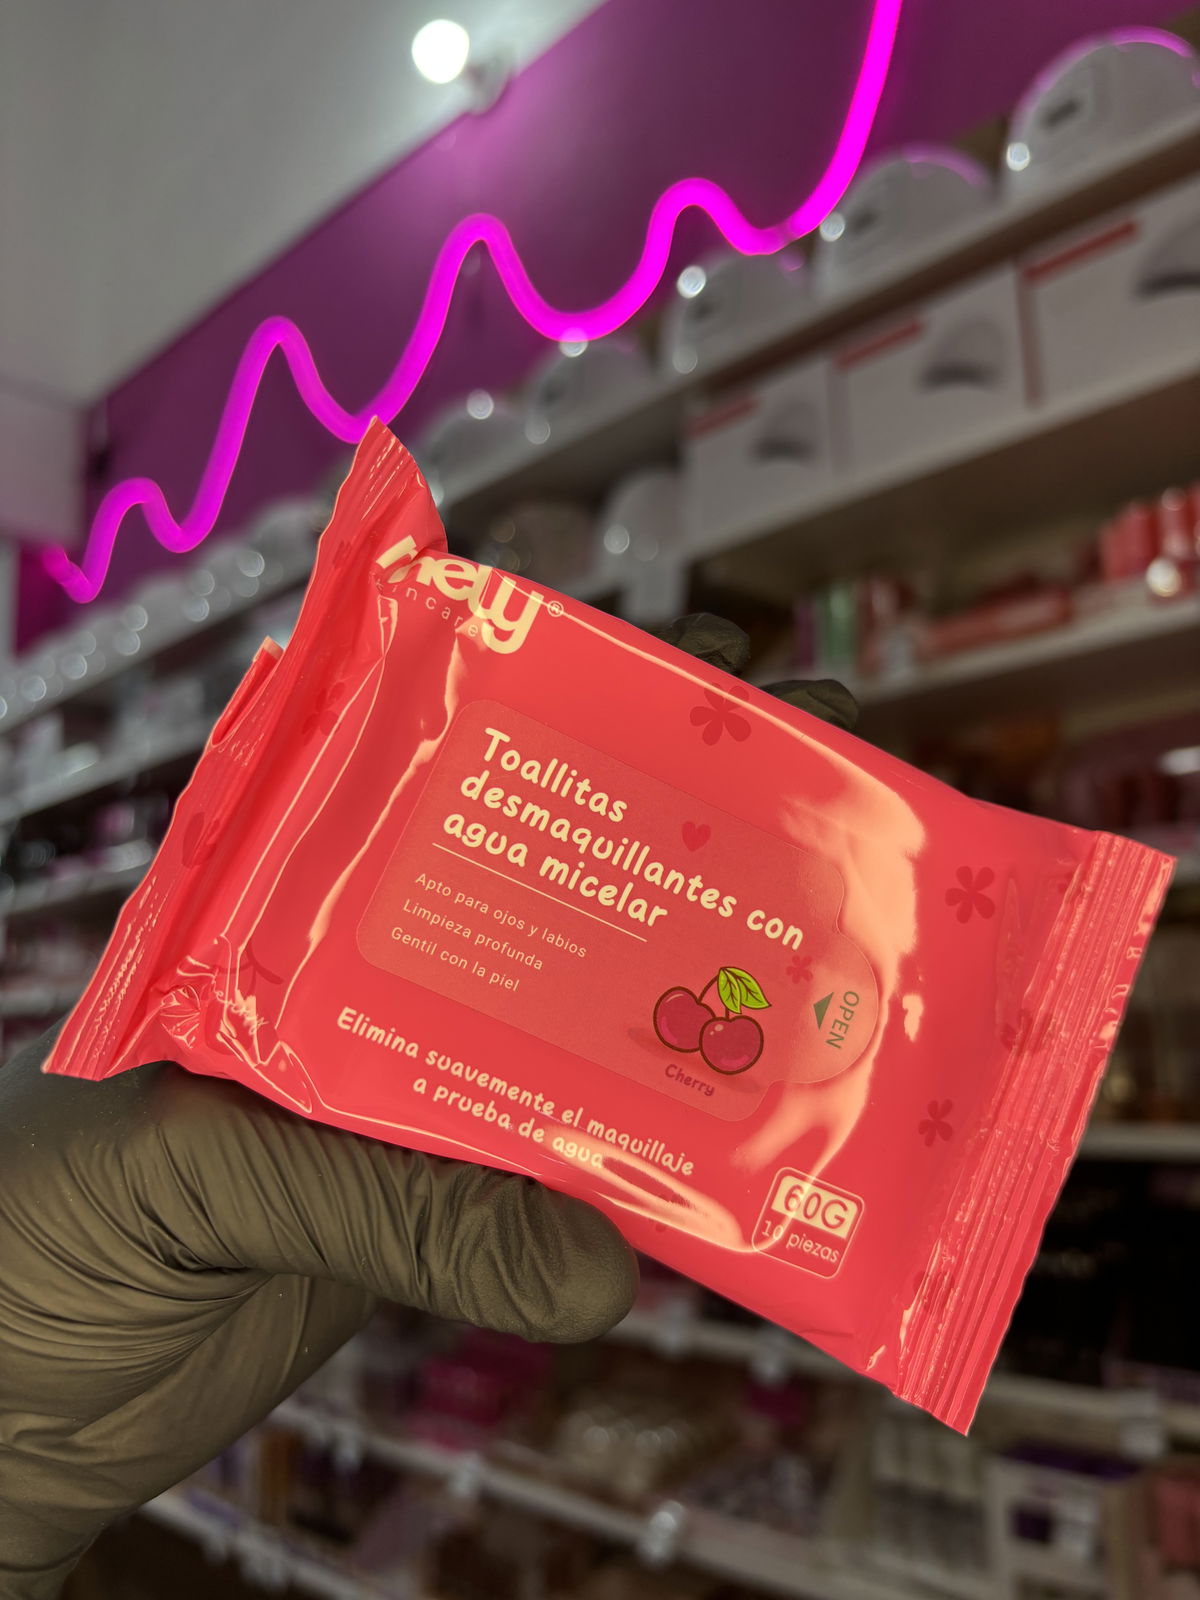 melly®
skincare
Toallitas
desmaquillantes con
agua micelar
Apto para ojos y labios
Limpieza profunda
Gentil con la piel
OPEN
Cherry
Elimina suavemente el maquillaje
a prueba de agua
60G
10 piezas